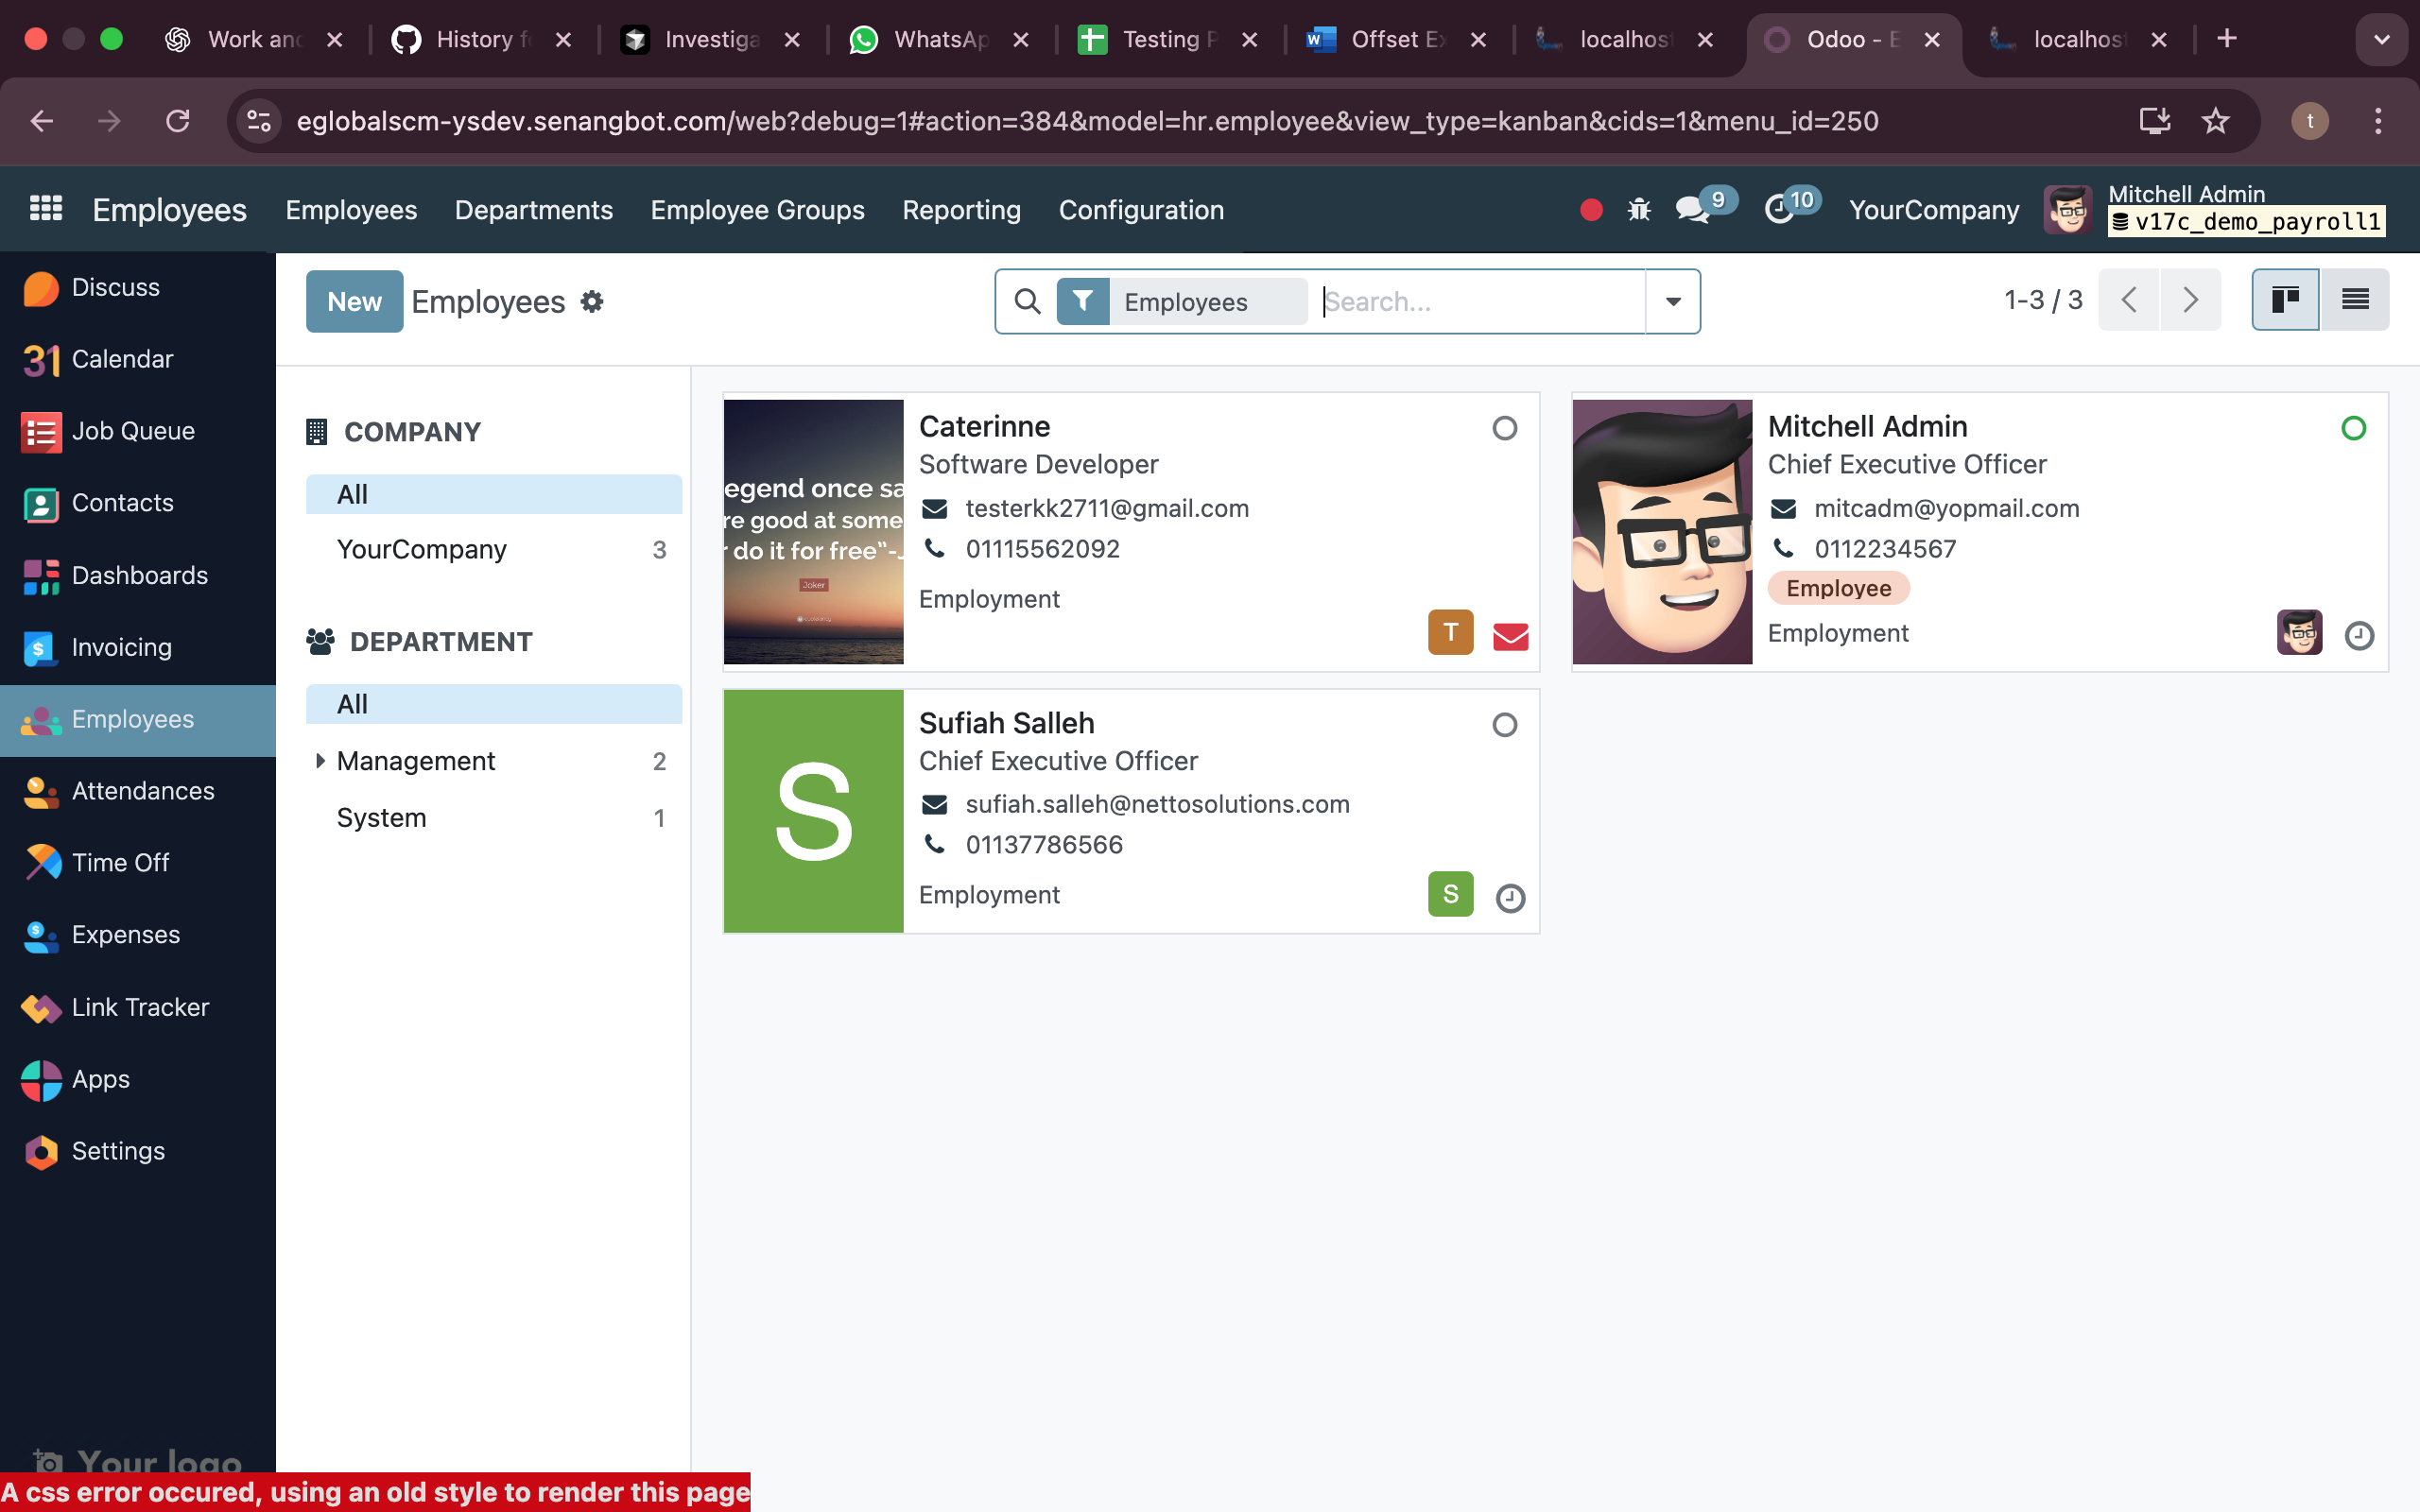 Work and
History f
Investiga
WhatsAp
Testing P
Offset Ex
localhost
Odoo - E
localhost
eglobalscm-ysdev.senangbot.com/web?debug=1#action=384&model=hr.employee&view_type=kanban&cids=1&menu_id=250
t
Employees
Employees
Departments
Employee Groups
Reporting
Configuration
9
10
YourCompany
Mitchell Admin
v17c_demo_payroll1
Discuss
31 Calendar
Job Queue
Contacts
Dashboards
Invoicing
Employees
Attendances
Time Off
Expenses
Link Tracker
Apps
Settings
Your logo
New
Employees
Employees
Search...
1-3 / 3
COMPANY
All
YourCompany 3
DEPARTMENT
All
Management 2
System 1
egend once sa
re good at some
do it for free"-J
Joker
Caterinne
Software Developer
testerkk2711@gmail.com
01115562092
Employment
T
Mitchell Admin
Chief Executive Officer
mitcadm@yopmail.com
0112234567
Employee
Employment
S
Sufiah Salleh
Chief Executive Officer
sufiah.salleh@nettosolutions.com
01137786566
Employment
S
A css error occured, using an old style to render this page